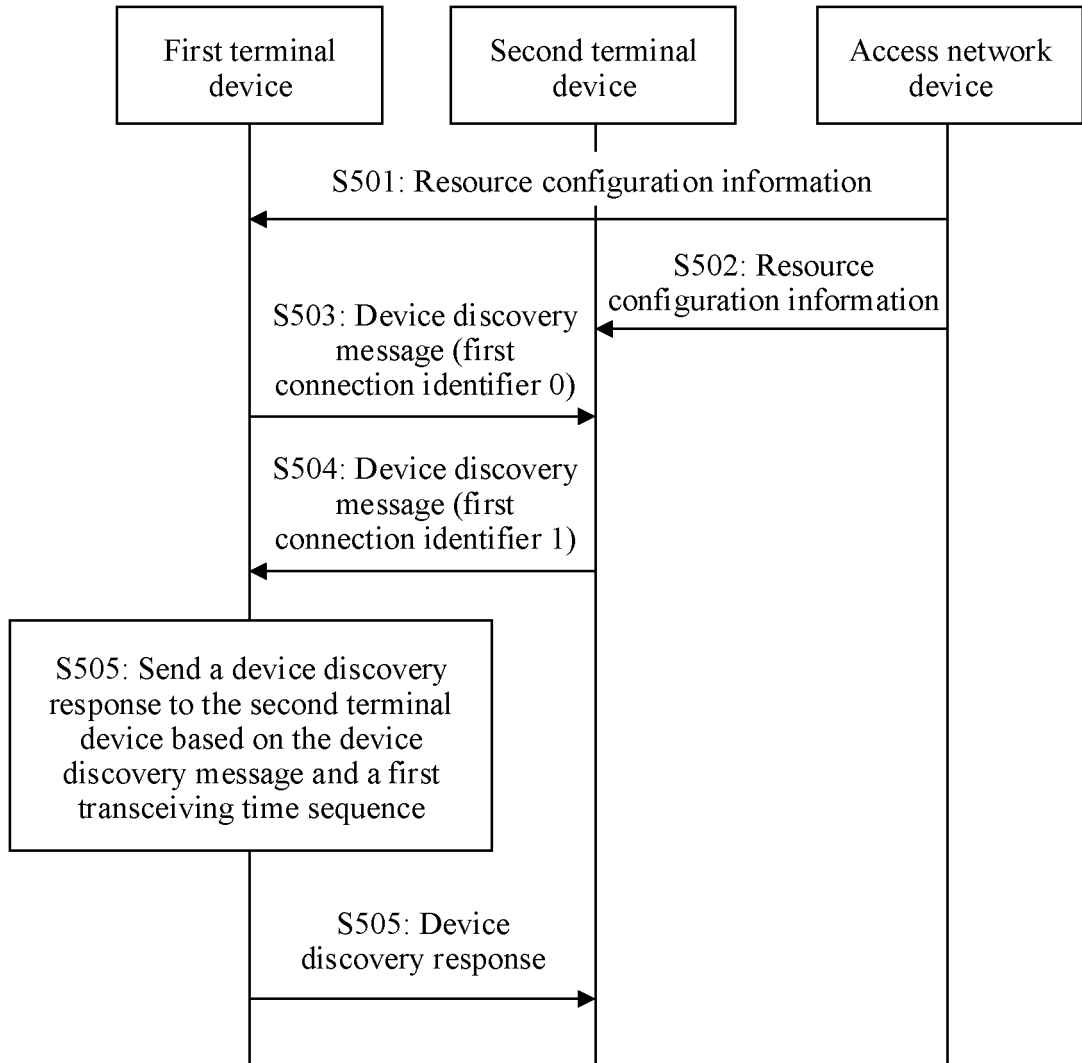 First terminal
device
Second terminal
device
Access network
device
S501: Resource configuration information
S502: Resource
configuration information
S503: Device discovery
message (first
connection identifier 0)
S504: Device discovery
message (first
connection identifier 1)
S505: Send a device discovery
response to the second terminal
device based on the device
discovery message and a first
transceiving time sequence
S505: Device
discovery response